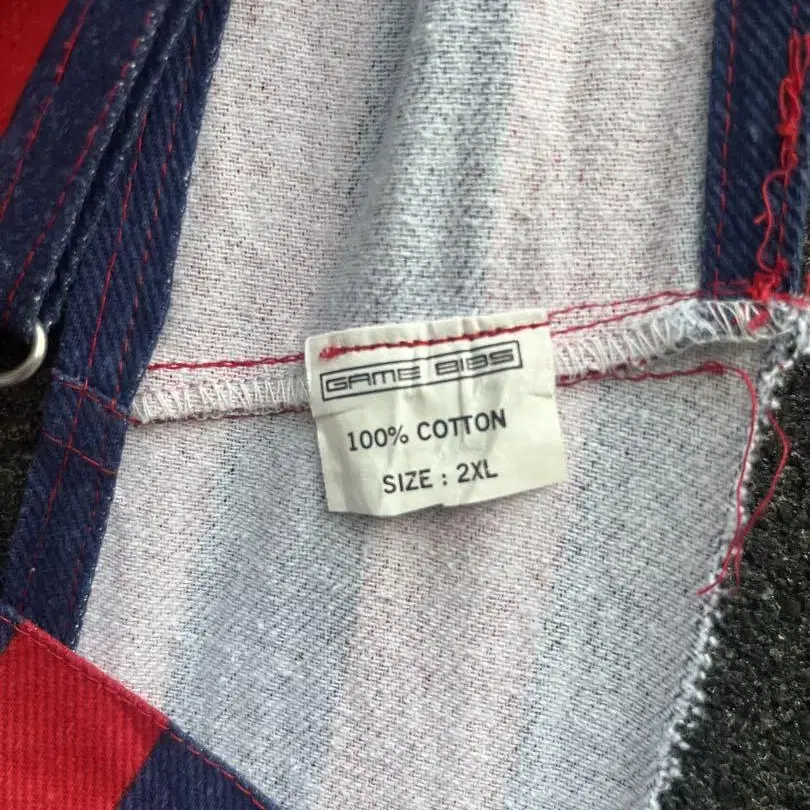 GAME BIBS
100% COTTON
SIZE : 2XL